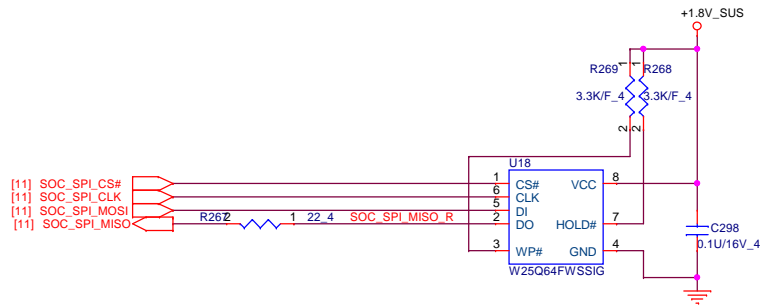 +1.8V_SUS
1 1
R269 R268
3.3K/F_4 3.3K/F_4
2 2
U18
[11] SOC_SPI_CS# 1 CS# VCC 8
[11] SOC_SPI_CLK 6 CLK
[11] SOC_SPI_MOSI 5 DI
[11] SOC_SPI_MISO R267 2 1 22_4 SOC_SPI_MISO_R 2 DO HOLD# 7
C298
0.1U/16V_4
3 WP# GND 4
W25Q64FWSSIG